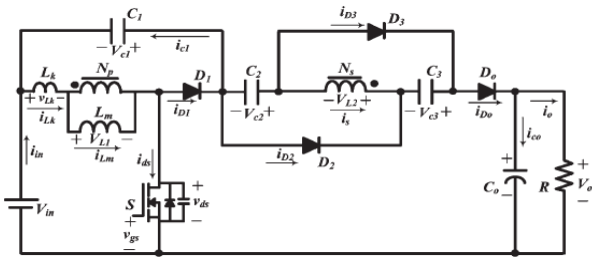 C1
- Vc1 +
ic1
iD3
D3
Lk
Np
D1
C2
Ns
C3
Do
+ vLk -
iLk
Lm
+ VL1 -
iLm
iD1
- Vc2 +
- VL2 +
is
- Vc3 +
iDo
io
iin
ids
iD2
D2
ico
Vin
S
+
vgs
-
+
vds
-
+
Co
-
R
+
Vo
-